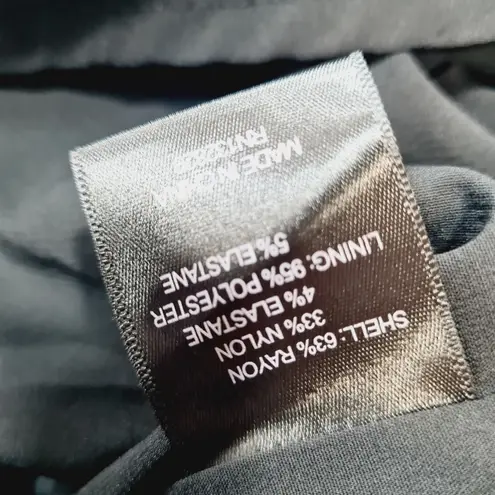 SHELL: 63% RAYON
33% NYLON
4% ELASTANE
LINING: 95% POLYESTER
5% ELASTANE
MADE IN CHINA